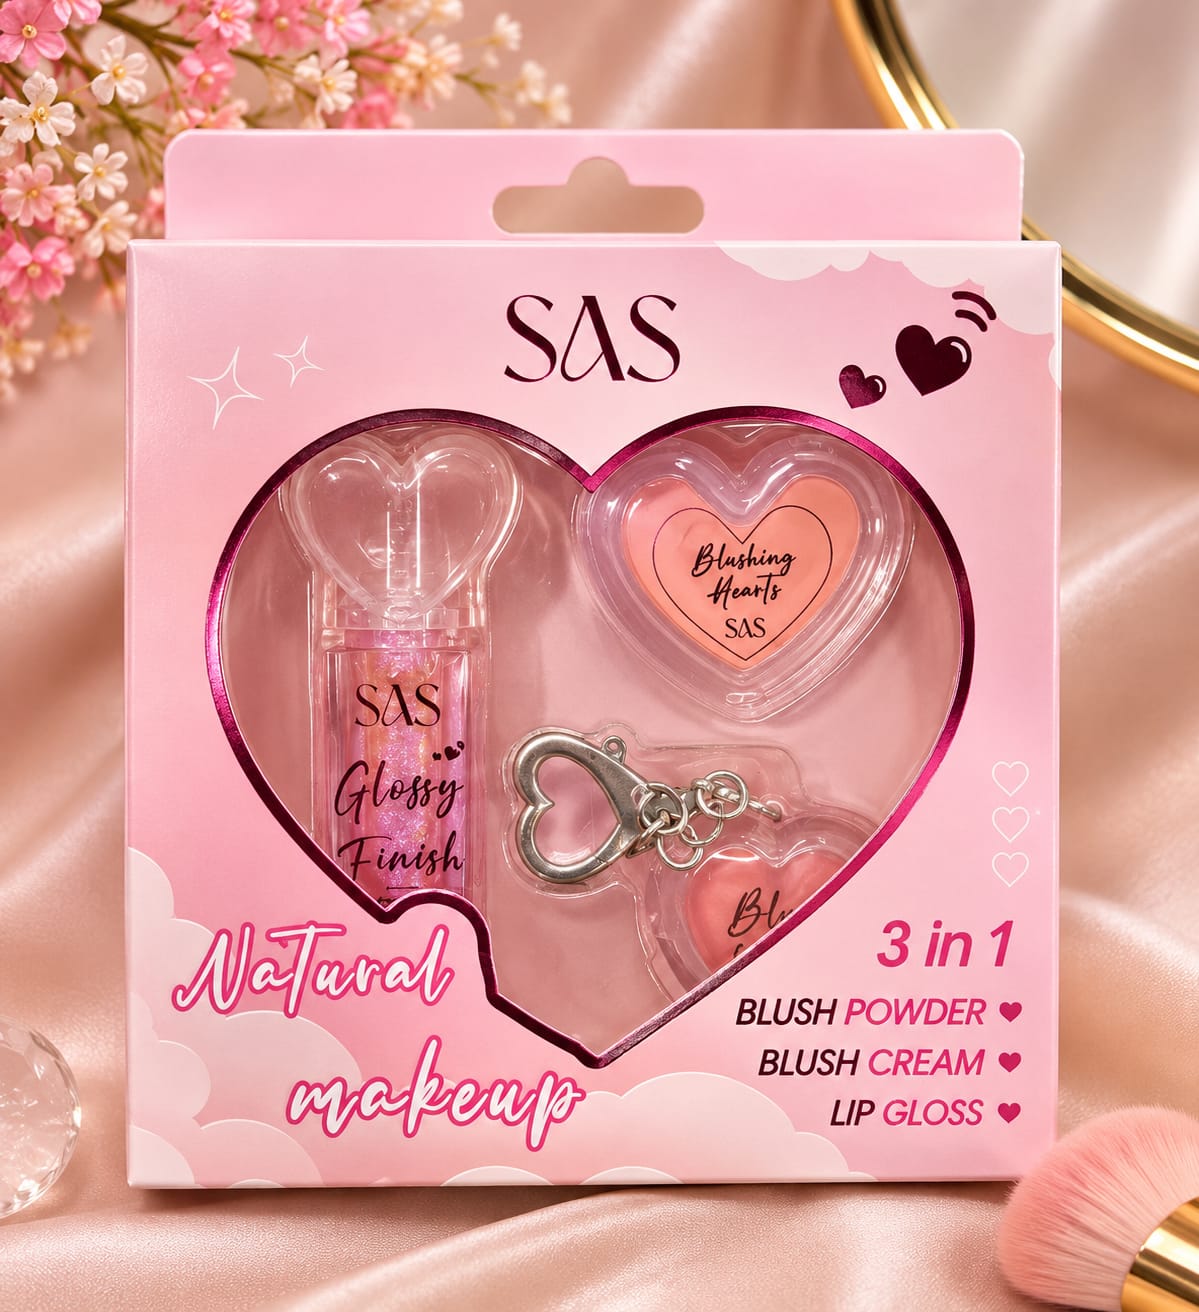 SAS
Blushing
Hearts
SAS
SAS
Glossy
Finish
Natural
makeup
3 in 1
BLUSH POWDER
BLUSH CREAM
LIP GLOSS